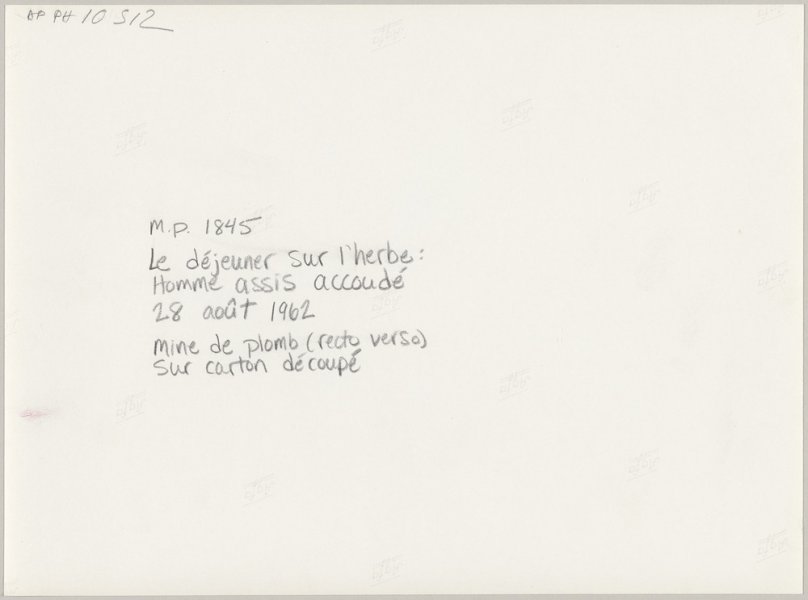 AP PH 10 512
M.P. 1845
Le déjeuner sur l'herbe:
Homme assis accoudé
28 août 1962
mine de plomb (recto verso)
sur carton découpé